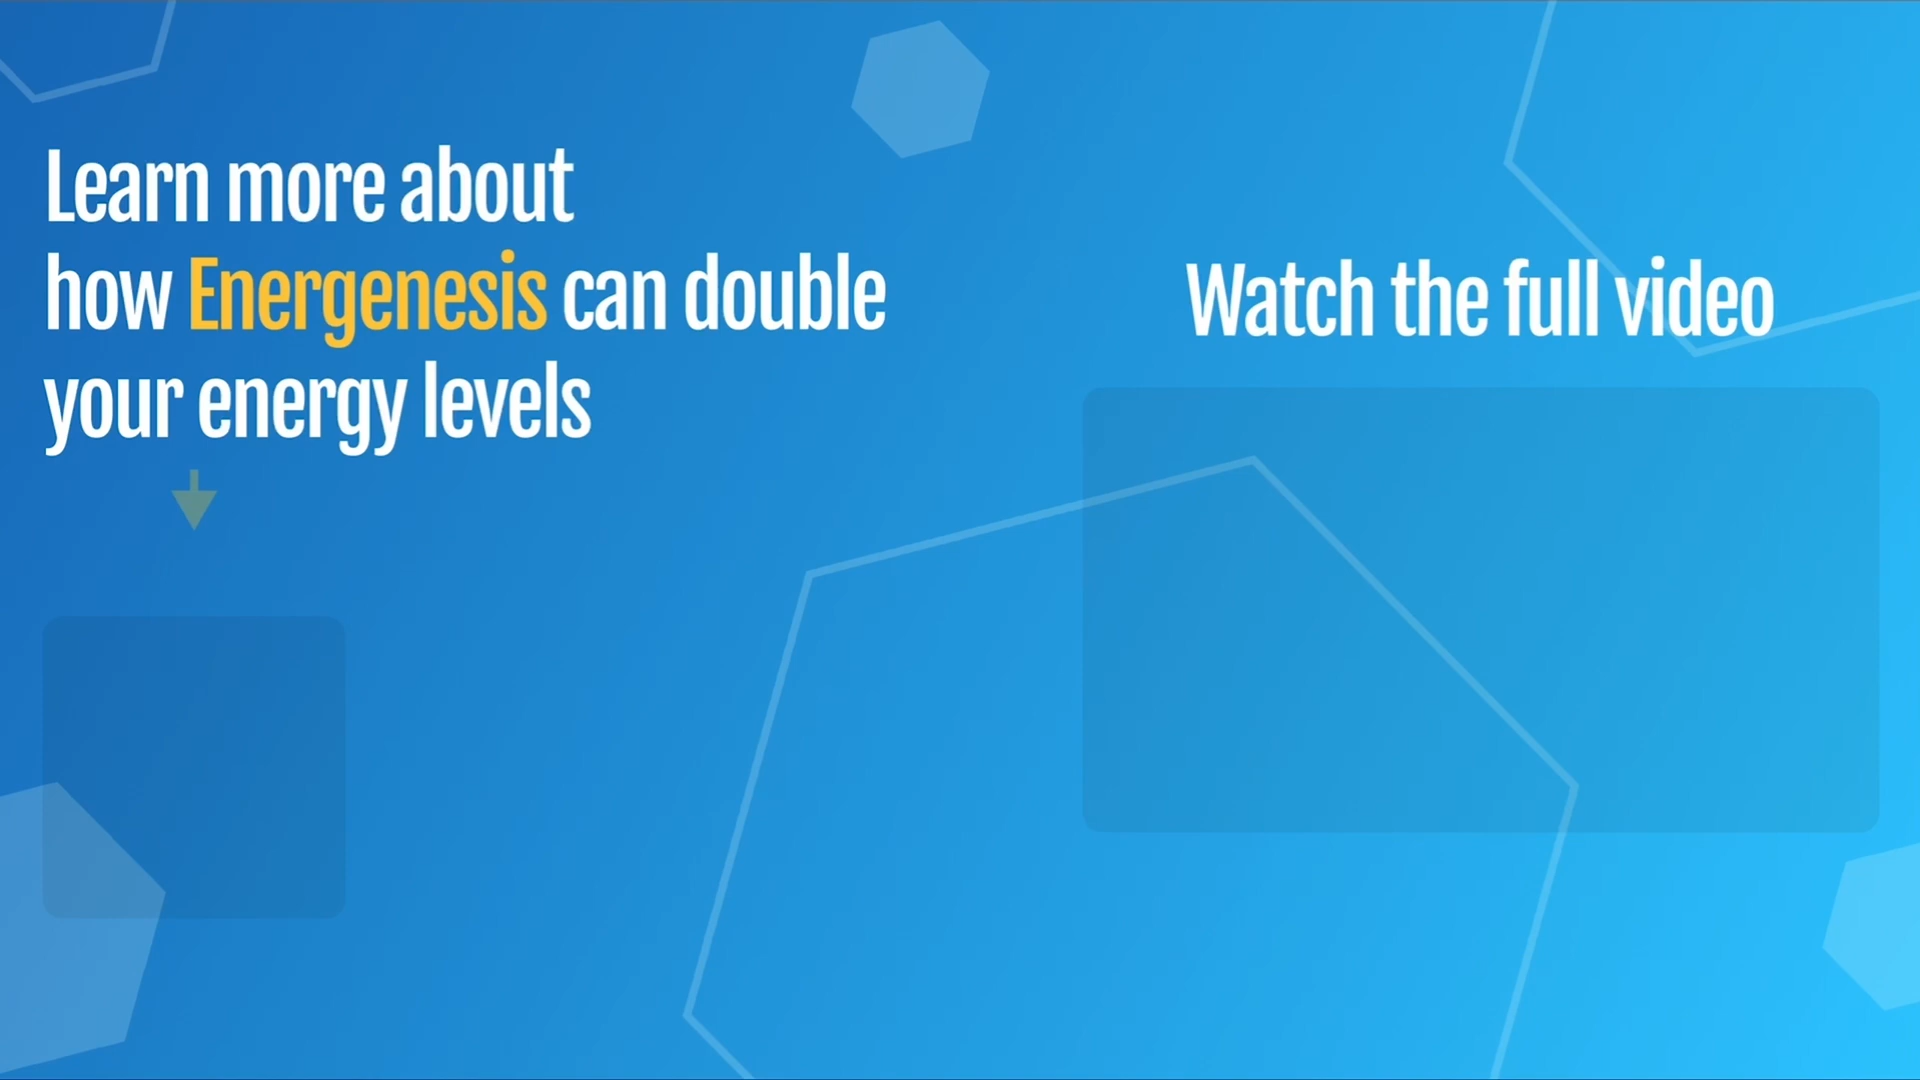 Learn more about
how Energenesis can double
your energy levels
Watch the full video